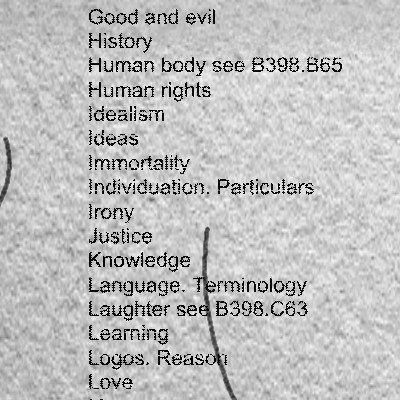 Good and evil
History
Human body see B398.B65
Human rights
Idealism
Ideas
Immortality
Individuation. Particulars
Irony
Justice
Knowledge
Language. Terminology
Laughter see B398.C63
Learning
Logos. Reason
Love